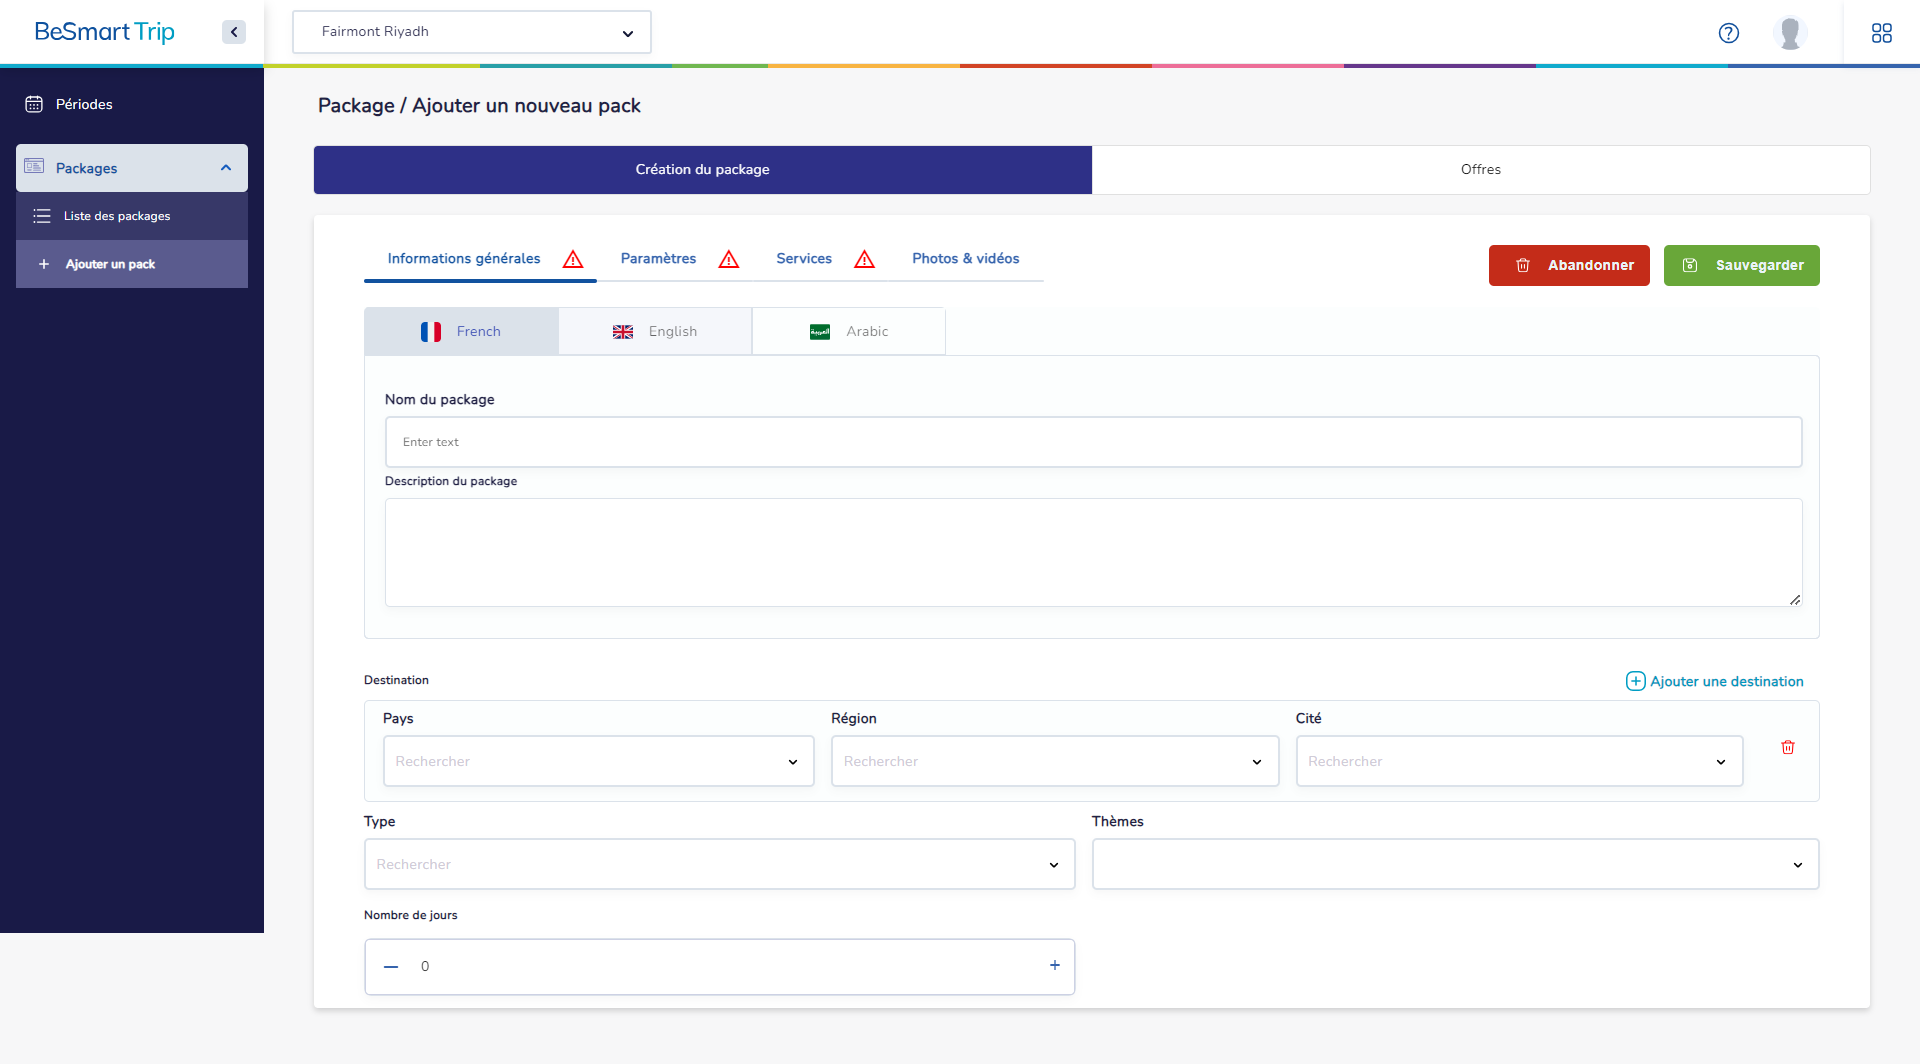 BeSmart Trip
Fairmont Riyadh
Périodes
Packages
Liste des packages
Ajouter un pack
Package / Ajouter un nouveau pack
Création du package
Offres
Informations générales
Paramètres
Services
Photos & vidéos
Abandonner
Sauvegarder
French
English
العربية
Arabic
Nom du package
Enter text
Description du package
Destination
Ajouter une destination
Pays
Région
Cité
Rechercher
Rechercher
Rechercher
Type
Thèmes
Rechercher
Nombre de jours
0